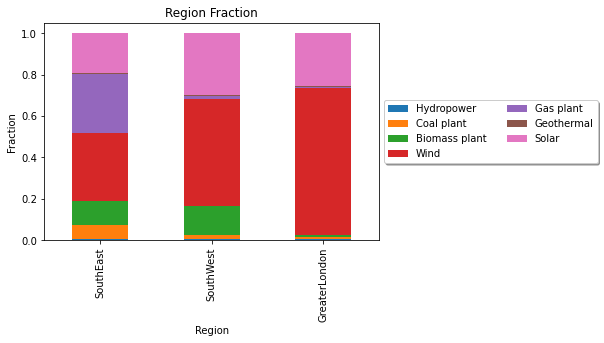 Region Fraction
1.0
0.8
0.6
0.4
0.2
0.0
Fraction
SouthEast
SouthWest
GreaterLondon
Region
Hydropower
Coal plant
Biomass plant
Wind
Gas plant
Geothermal
Solar